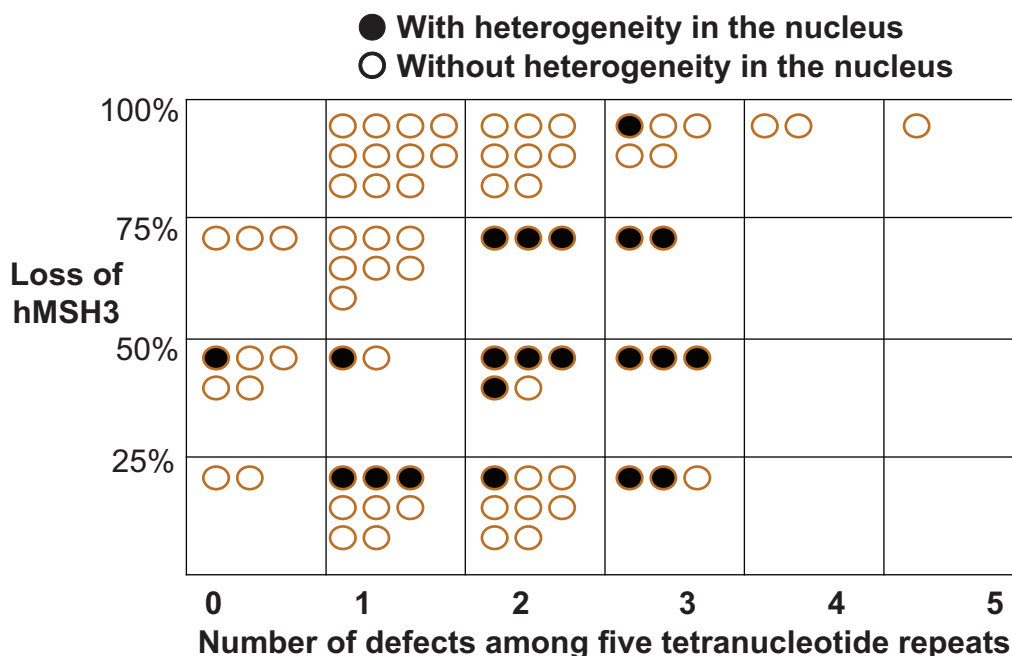 With heterogeneity in the nucleus
Without heterogeneity in the nucleus
100%
75%
Loss of
hMSH3
50%
25%
0 1 2 3 4 5
Number of defects among five tetranucleotide repeats